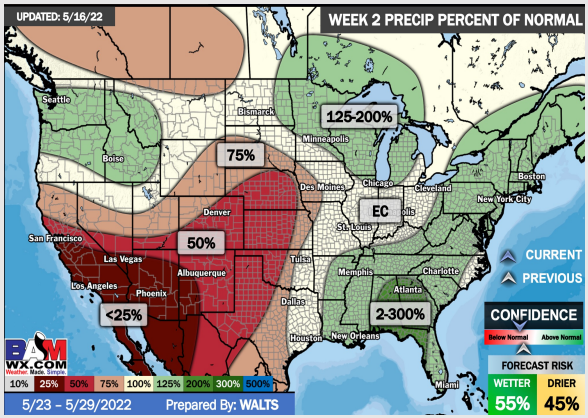 UPDATED: 5/16/22
WEEK 2 PRECIP PERCENT OF NORMAL
Seattle
Bismarck
125-200%
Minneapolis
Boise
75%
Des Moines
Chicago
Cleveland
Boston
New York City
Denver
EC
St. Louis
San Francisco
50%
Las Vegas
Tulsa
Albuquerque
Memphis
Charlotte
CURRENT
PREVIOUS
Los Angeles
Phoenix
Atlanta
<25%
Dallas
2-300%
CONFIDENCE
Houston
New Orleans
Below Normal
Above Normal
BAM
WX.COM
Weather. Made. Simple.
Miami
FORECAST RISK
WETTER
DRIER
55%
45%
10% 25% 50% 75% 100% 125% 200% 300% 500%
5/23 – 5/29/2022
Prepared By: WALTS